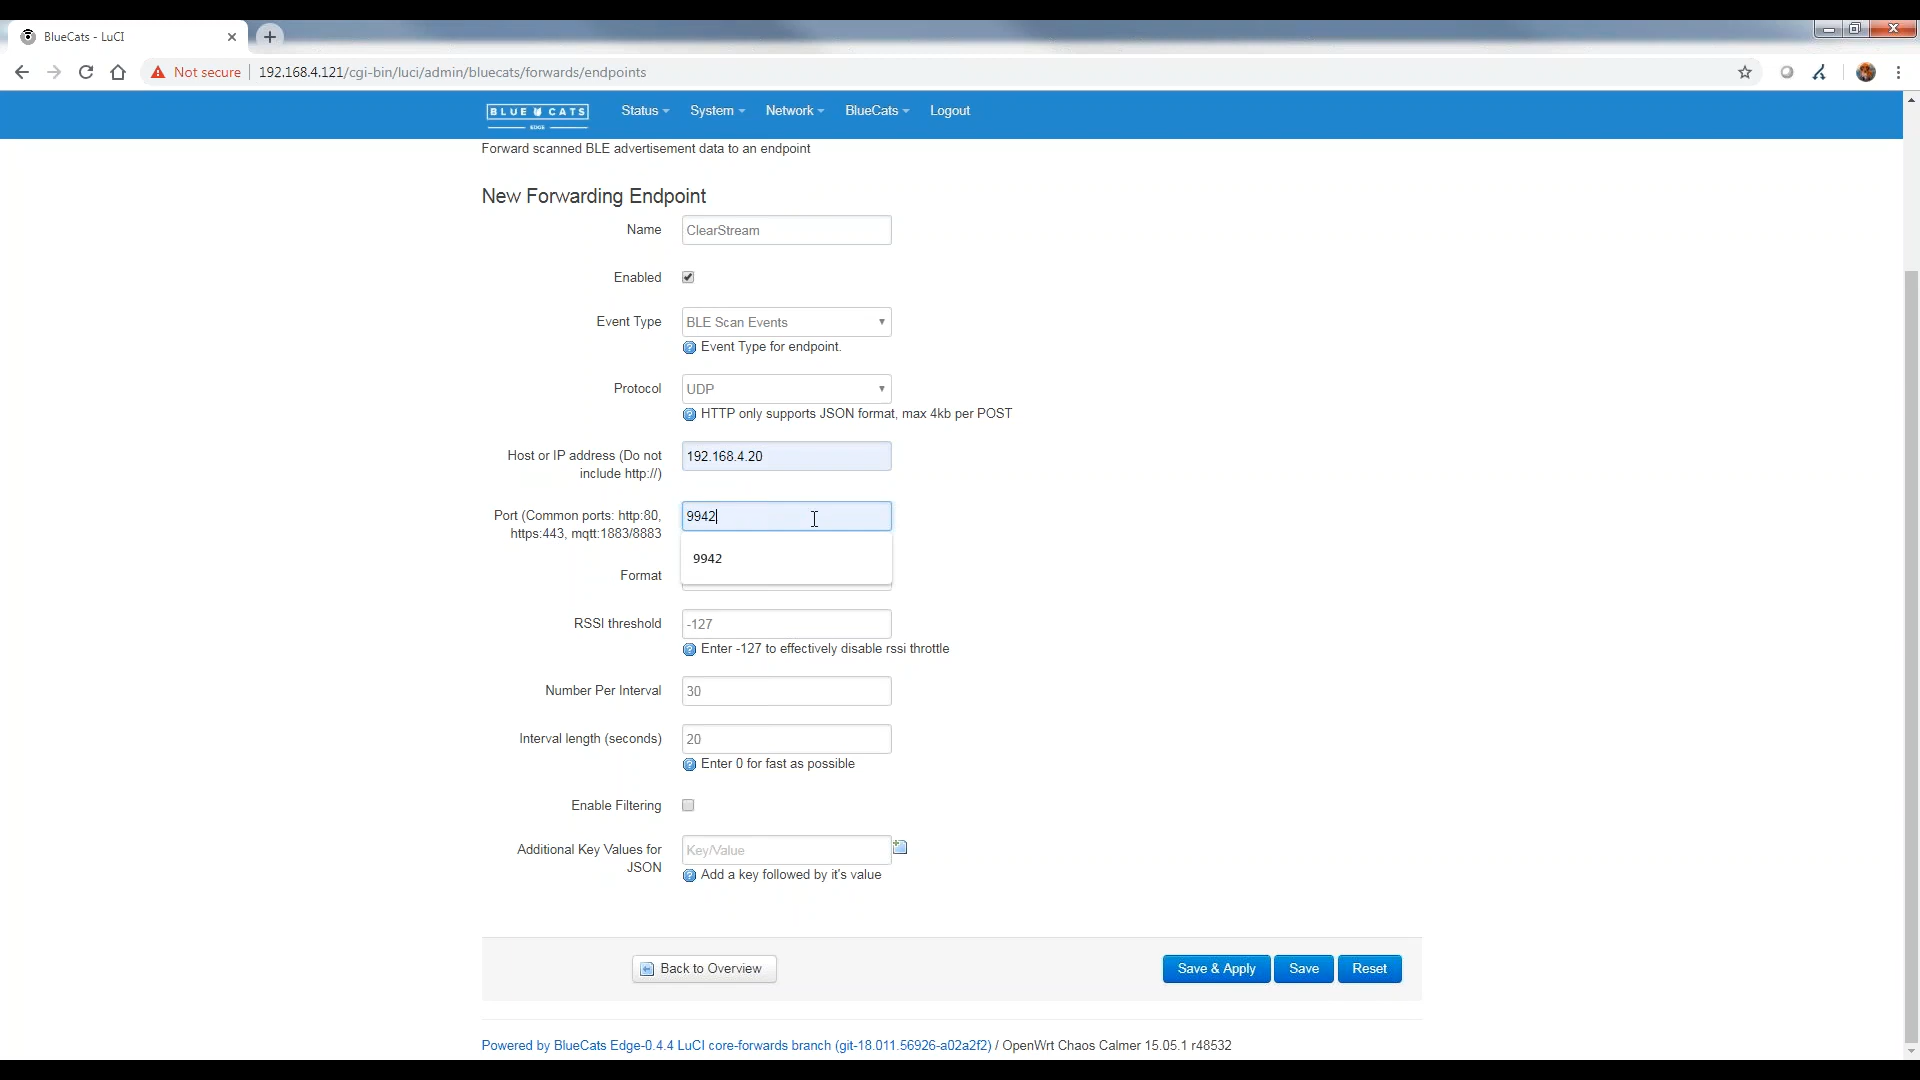 BlueCats - LuCI
Not secure 192.168.4.121/cgi-bin/luci/admin/bluecats/forwards/endpoints
BLUE CATS
EDGE
Status System Network BlueCats Logout
Forward scanned BLE advertisement data to an endpoint
New Forwarding Endpoint
Name ClearStream
Enabled
Event Type BLE Scan Events
Event Type for endpoint.
Protocol UDP
HTTP only supports JSON format, max 4kb per POST
Host or IP address (Do not include http://) 192.168.4.20
Port (Common ports: http:80, https:443, mqtt:1883/8883 9942
9942
Format
RSSI threshold -127
Enter -127 to effectively disable rssi throttle
Number Per Interval 30
Interval length (seconds) 20
Enter 0 for fast as possible
Enable Filtering
Additional Key Values for JSON Key/Value
Add a key followed by it's value
Back to Overview Save & Apply Save Reset
Powered by BlueCats Edge-0.4.4 LuCI core-forwards branch (git-18.011.56926-a02a2f2) / OpenWrt Chaos Calmer 15.05.1 r48532